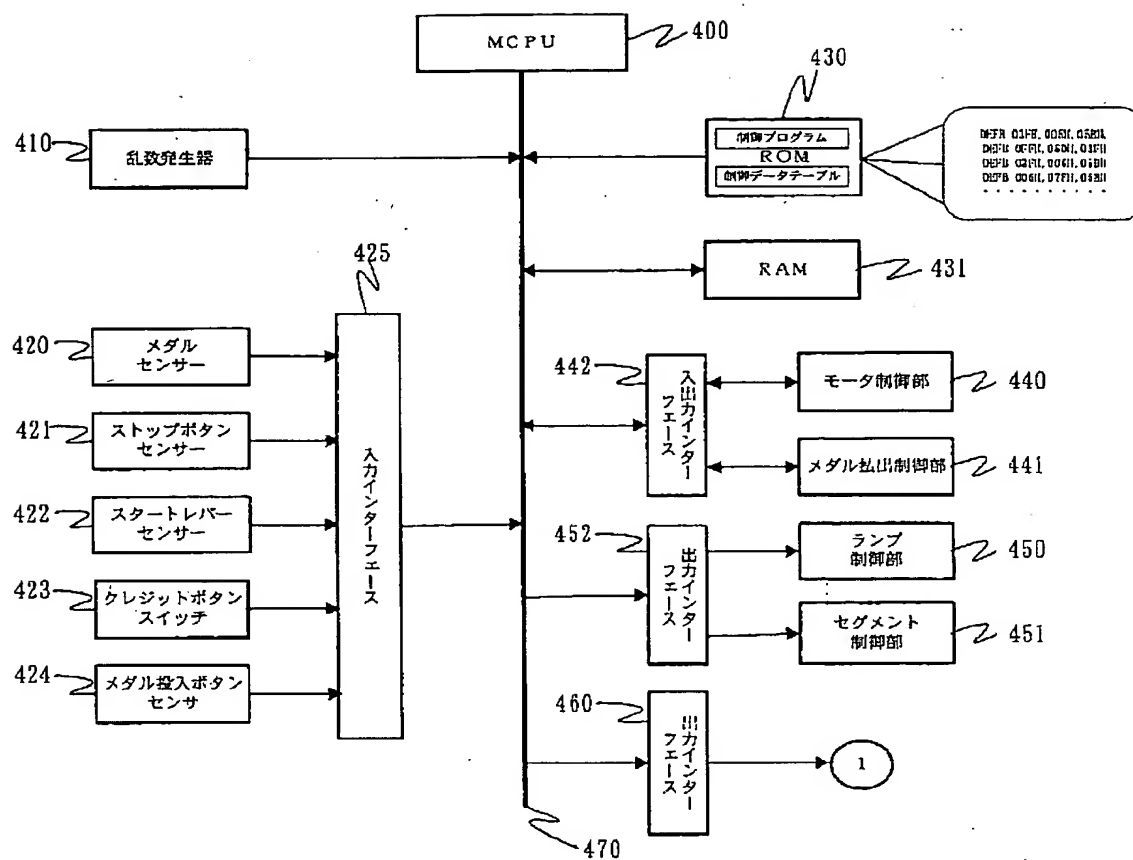 MCPU
400
430
410
乱数発生器
制御プログラム
ROM
制御データテーブル
425
RAM
431
420
メダル
センサー
442
入出力インター
フェース
モータ制御部
440
421
ストップボタン
センサー
入力インターフェース
メダル払出制御部
441
422
スタートレバー
センサー
452
出力インター
フェース
ランプ
制御部
450
423
クレジットボタン
スイッチ
セグメント
制御部
451
424
メダル投入ボタン
センサ
460
出力インター
フェース
1
470